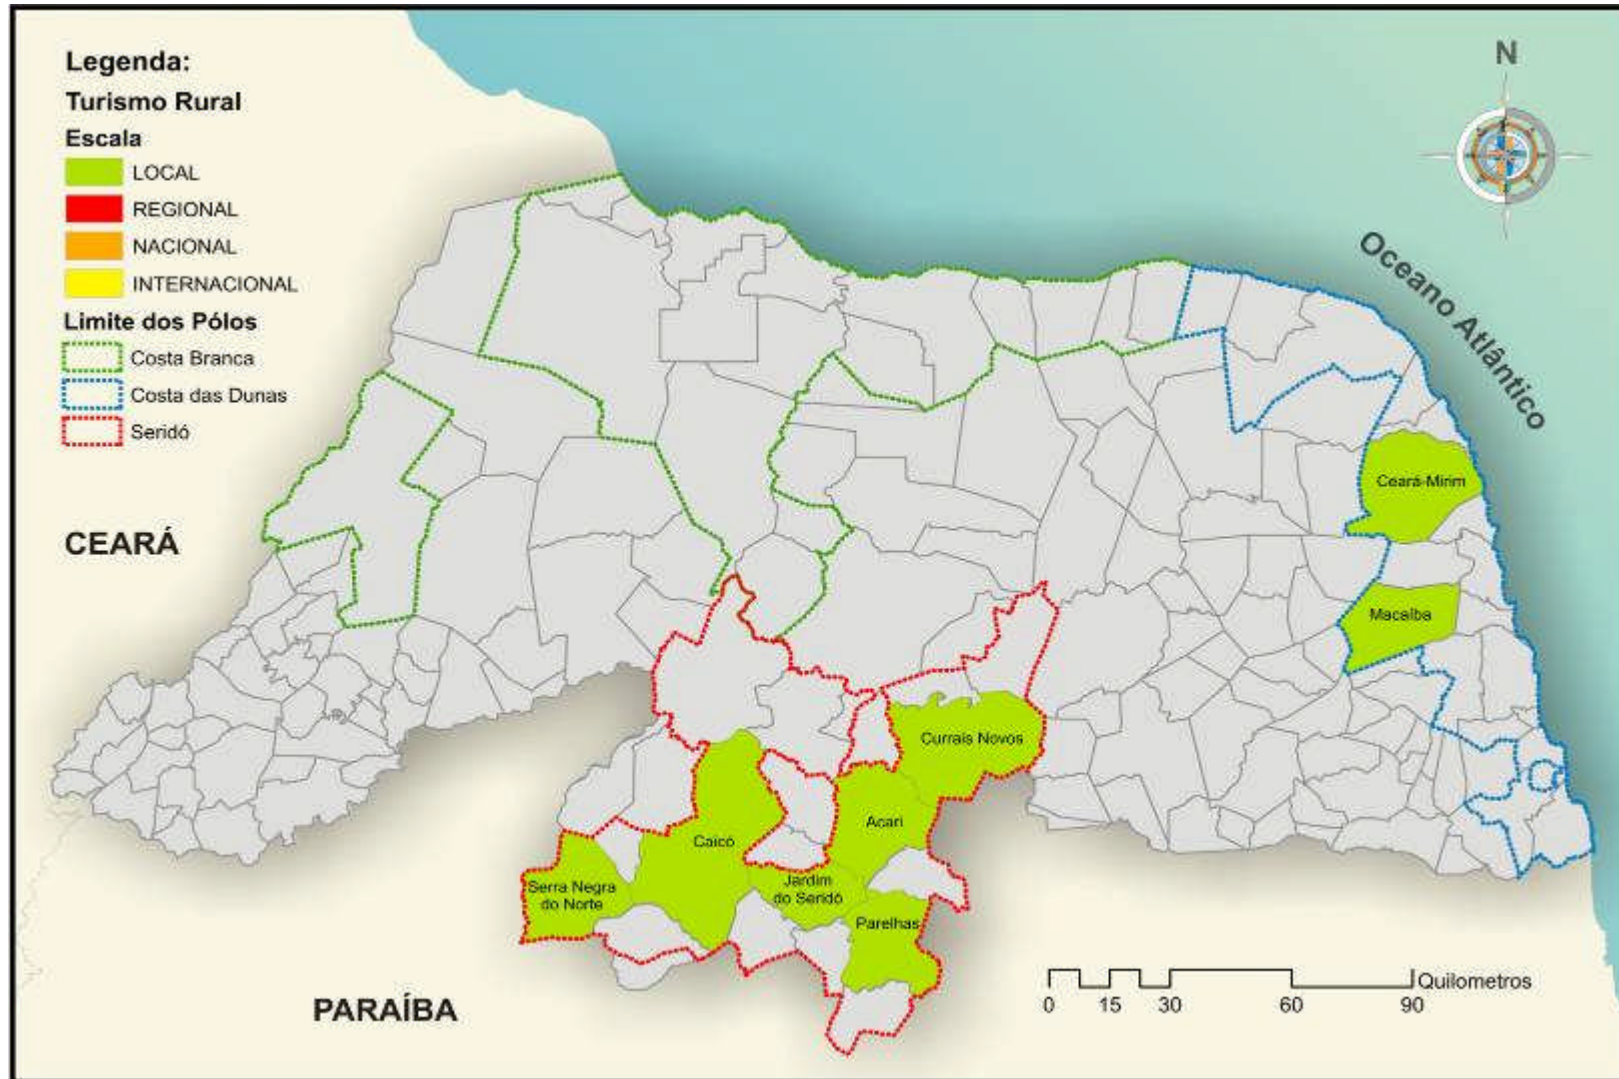 Legenda:
Turismo Rural
Escala
LOCAL
REGIONAL
NACIONAL
INTERNACIONAL
Limite dos Pólos
Costa Branca
Costa das Dunas
Seridó
N
Oceano Atlântico
CEARÁ
PARAÍBA
Ceará-Mirim
Macaíba
Currais Novos
Acari
Caicó
Serra Negra
do Norte
Jardim
do Seridó
Parelhas
Quilometros
0 15 30 60 90